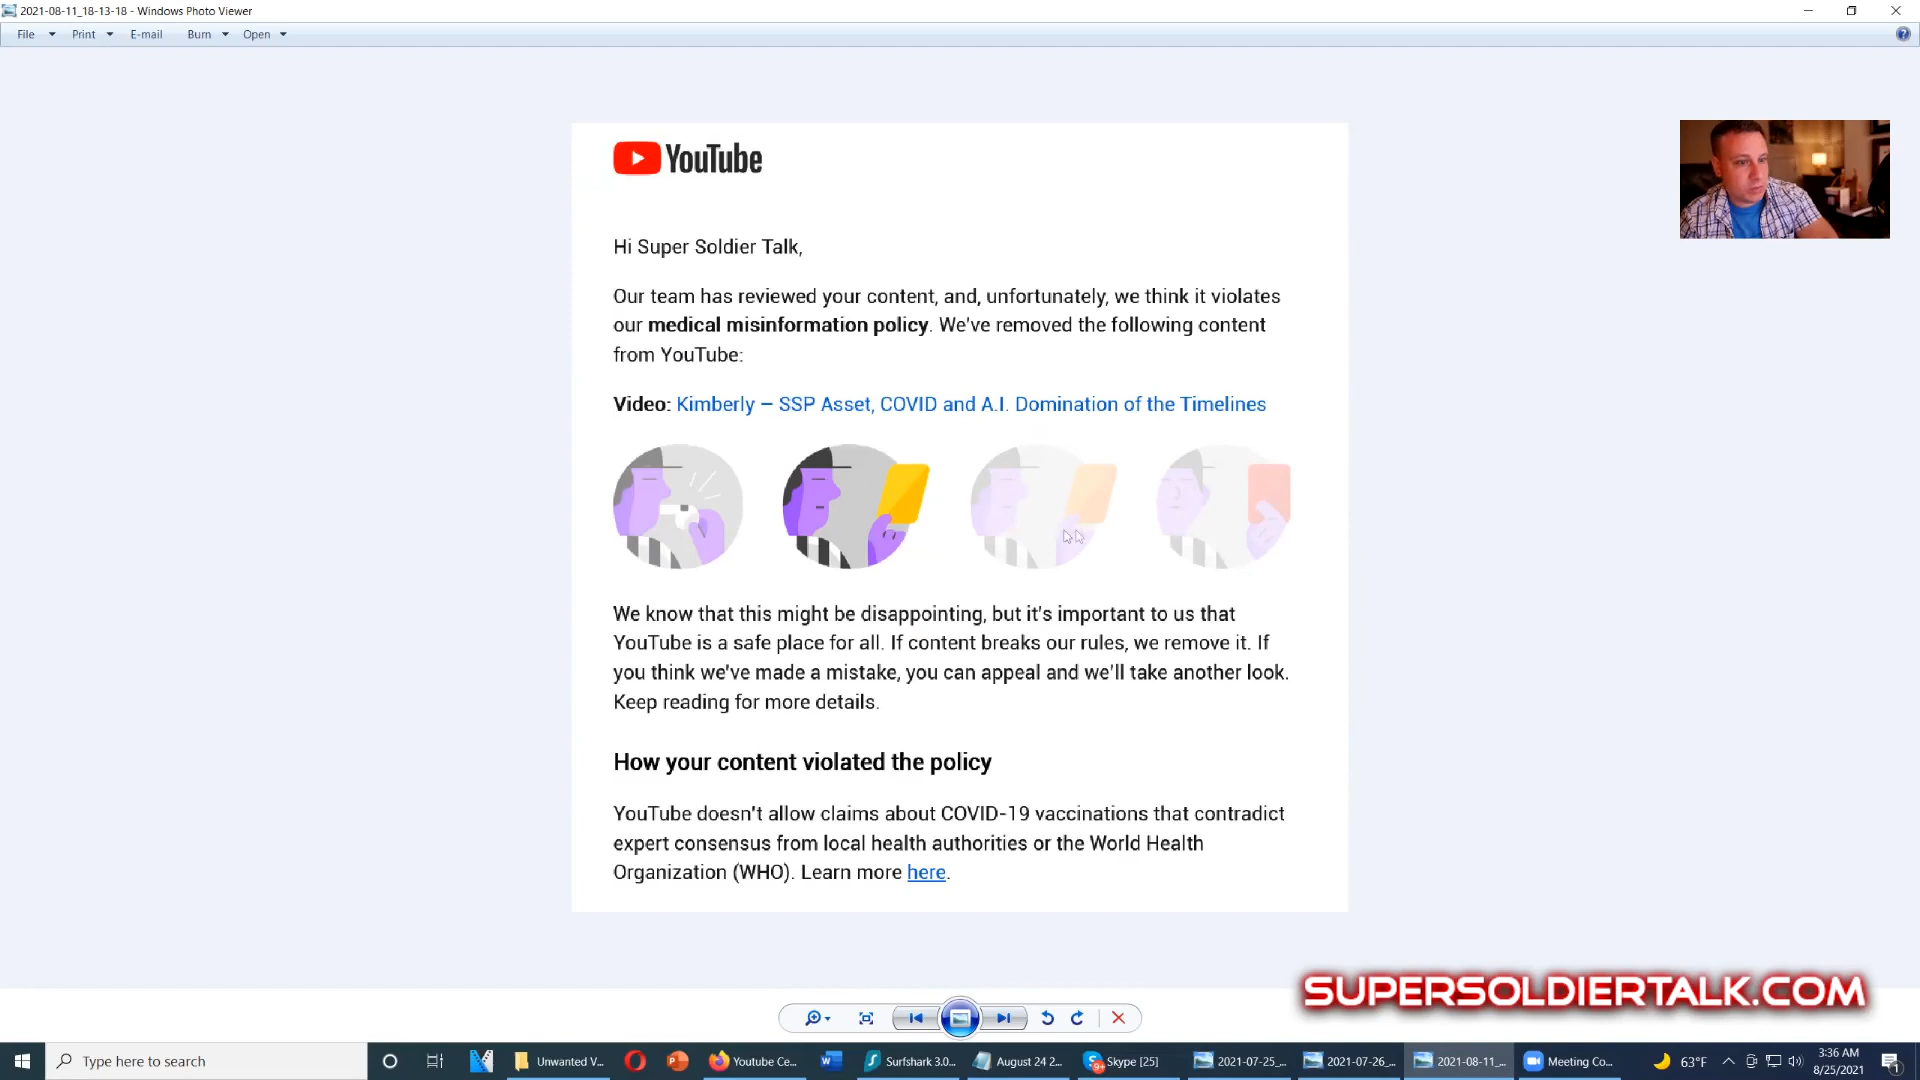 2021-08-11_18-13-18 - Windows Photo Viewer
File Print E-mail Burn Open
YouTube
Hi Super Soldier Talk,
Our team has reviewed your content, and, unfortunately, we think it violates
our medical misinformation policy. We've removed the following content
from YouTube:
Video: Kimberly – SSP Asset, COVID and A.I. Domination of the Timelines
We know that this might be disappointing, but it's important to us that
YouTube is a safe place for all. If content breaks our rules, we remove it. If
you think we've made a mistake, you can appeal and we'll take another look.
Keep reading for more details.
How your content violated the policy
YouTube doesn't allow claims about COVID-19 vaccinations that contradict
expert consensus from local health authorities or the World Health
Organization (WHO). Learn more here.
SUPERSOLDIERTALK.COM
Type here to search
Unwanted V...
Youtube Ce...
Surfshark 3.0...
August 24 2...
Skype [25]
2021-07-25_...
2021-07-26_...
2021-08-11_...
Meeting Co...
63°F
3:36 AM
8/25/2021